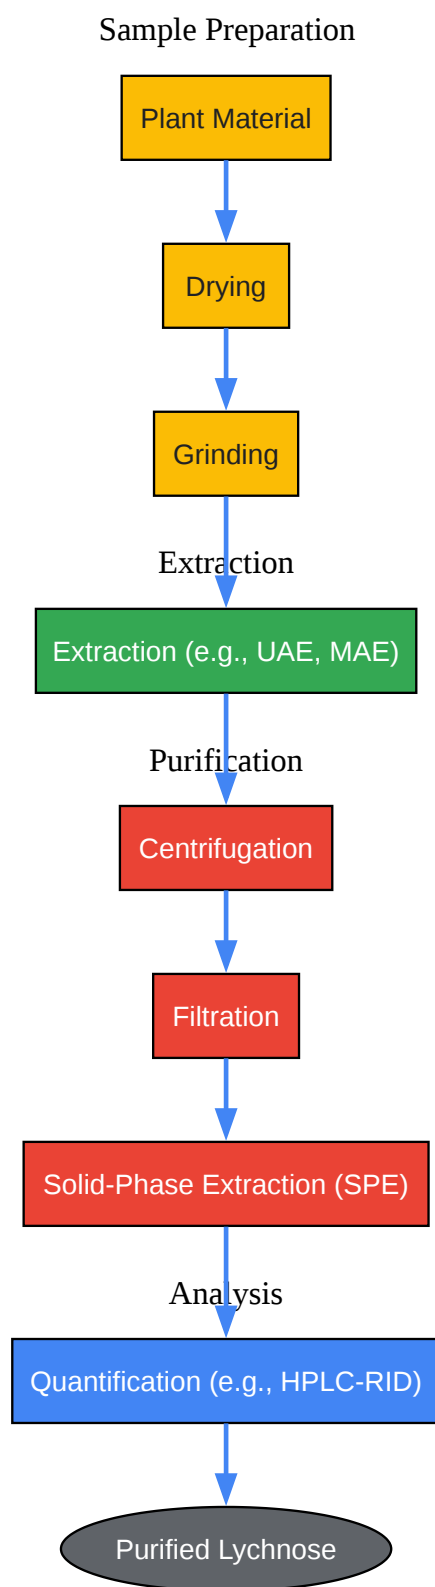 Sample Preparation
Plant Material
Drying
Grinding
Extraction
Extraction (e.g., UAE, MAE)
Purification
Centrifugation
Filtration
Solid-Phase Extraction (SPE)
Analysis
Quantification (e.g., HPLC-RID)
Purified Lychnose